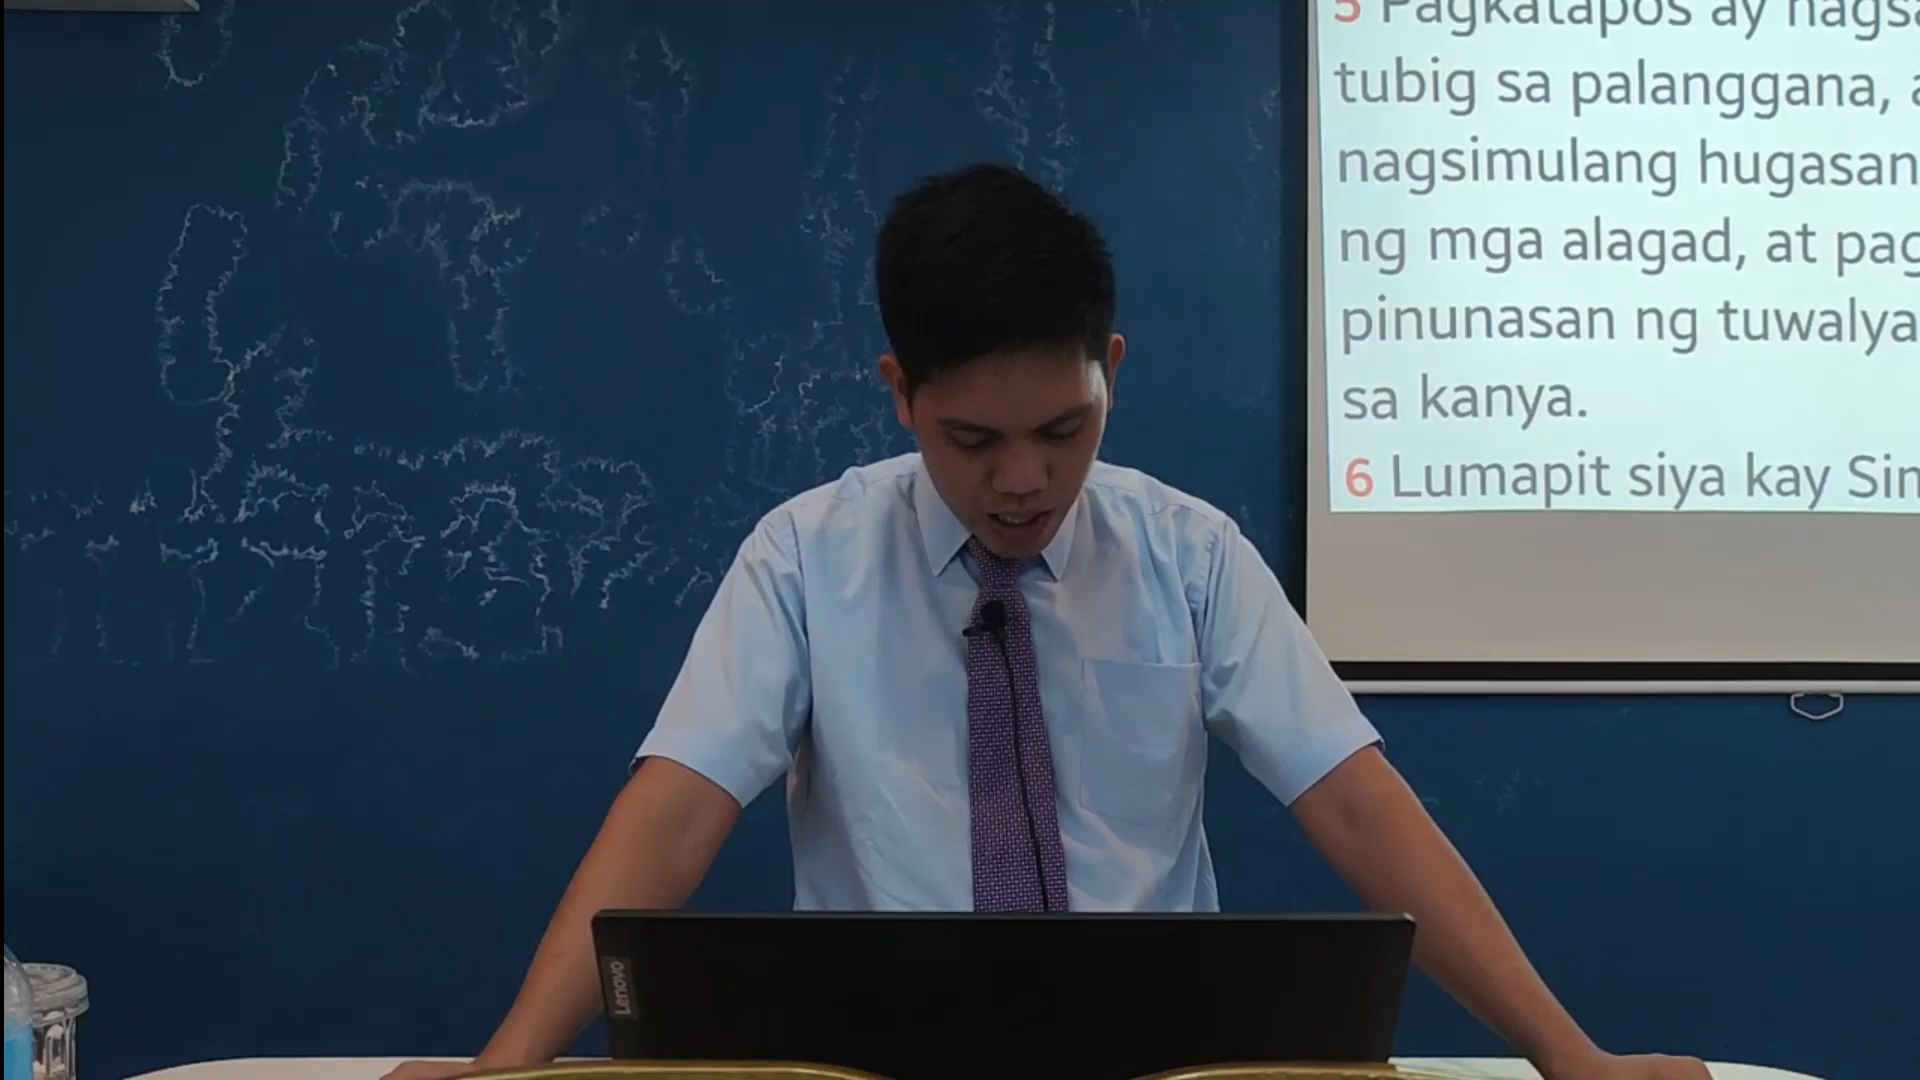 5 Pagkatapos ay nagsa
tubig sa palanggana, a
nagsimulang hugasan
ng mga alagad, at pag
pinunasan ng tuwalya
sa kanya.
6 Lumapit siya kay Sim
Lenovo